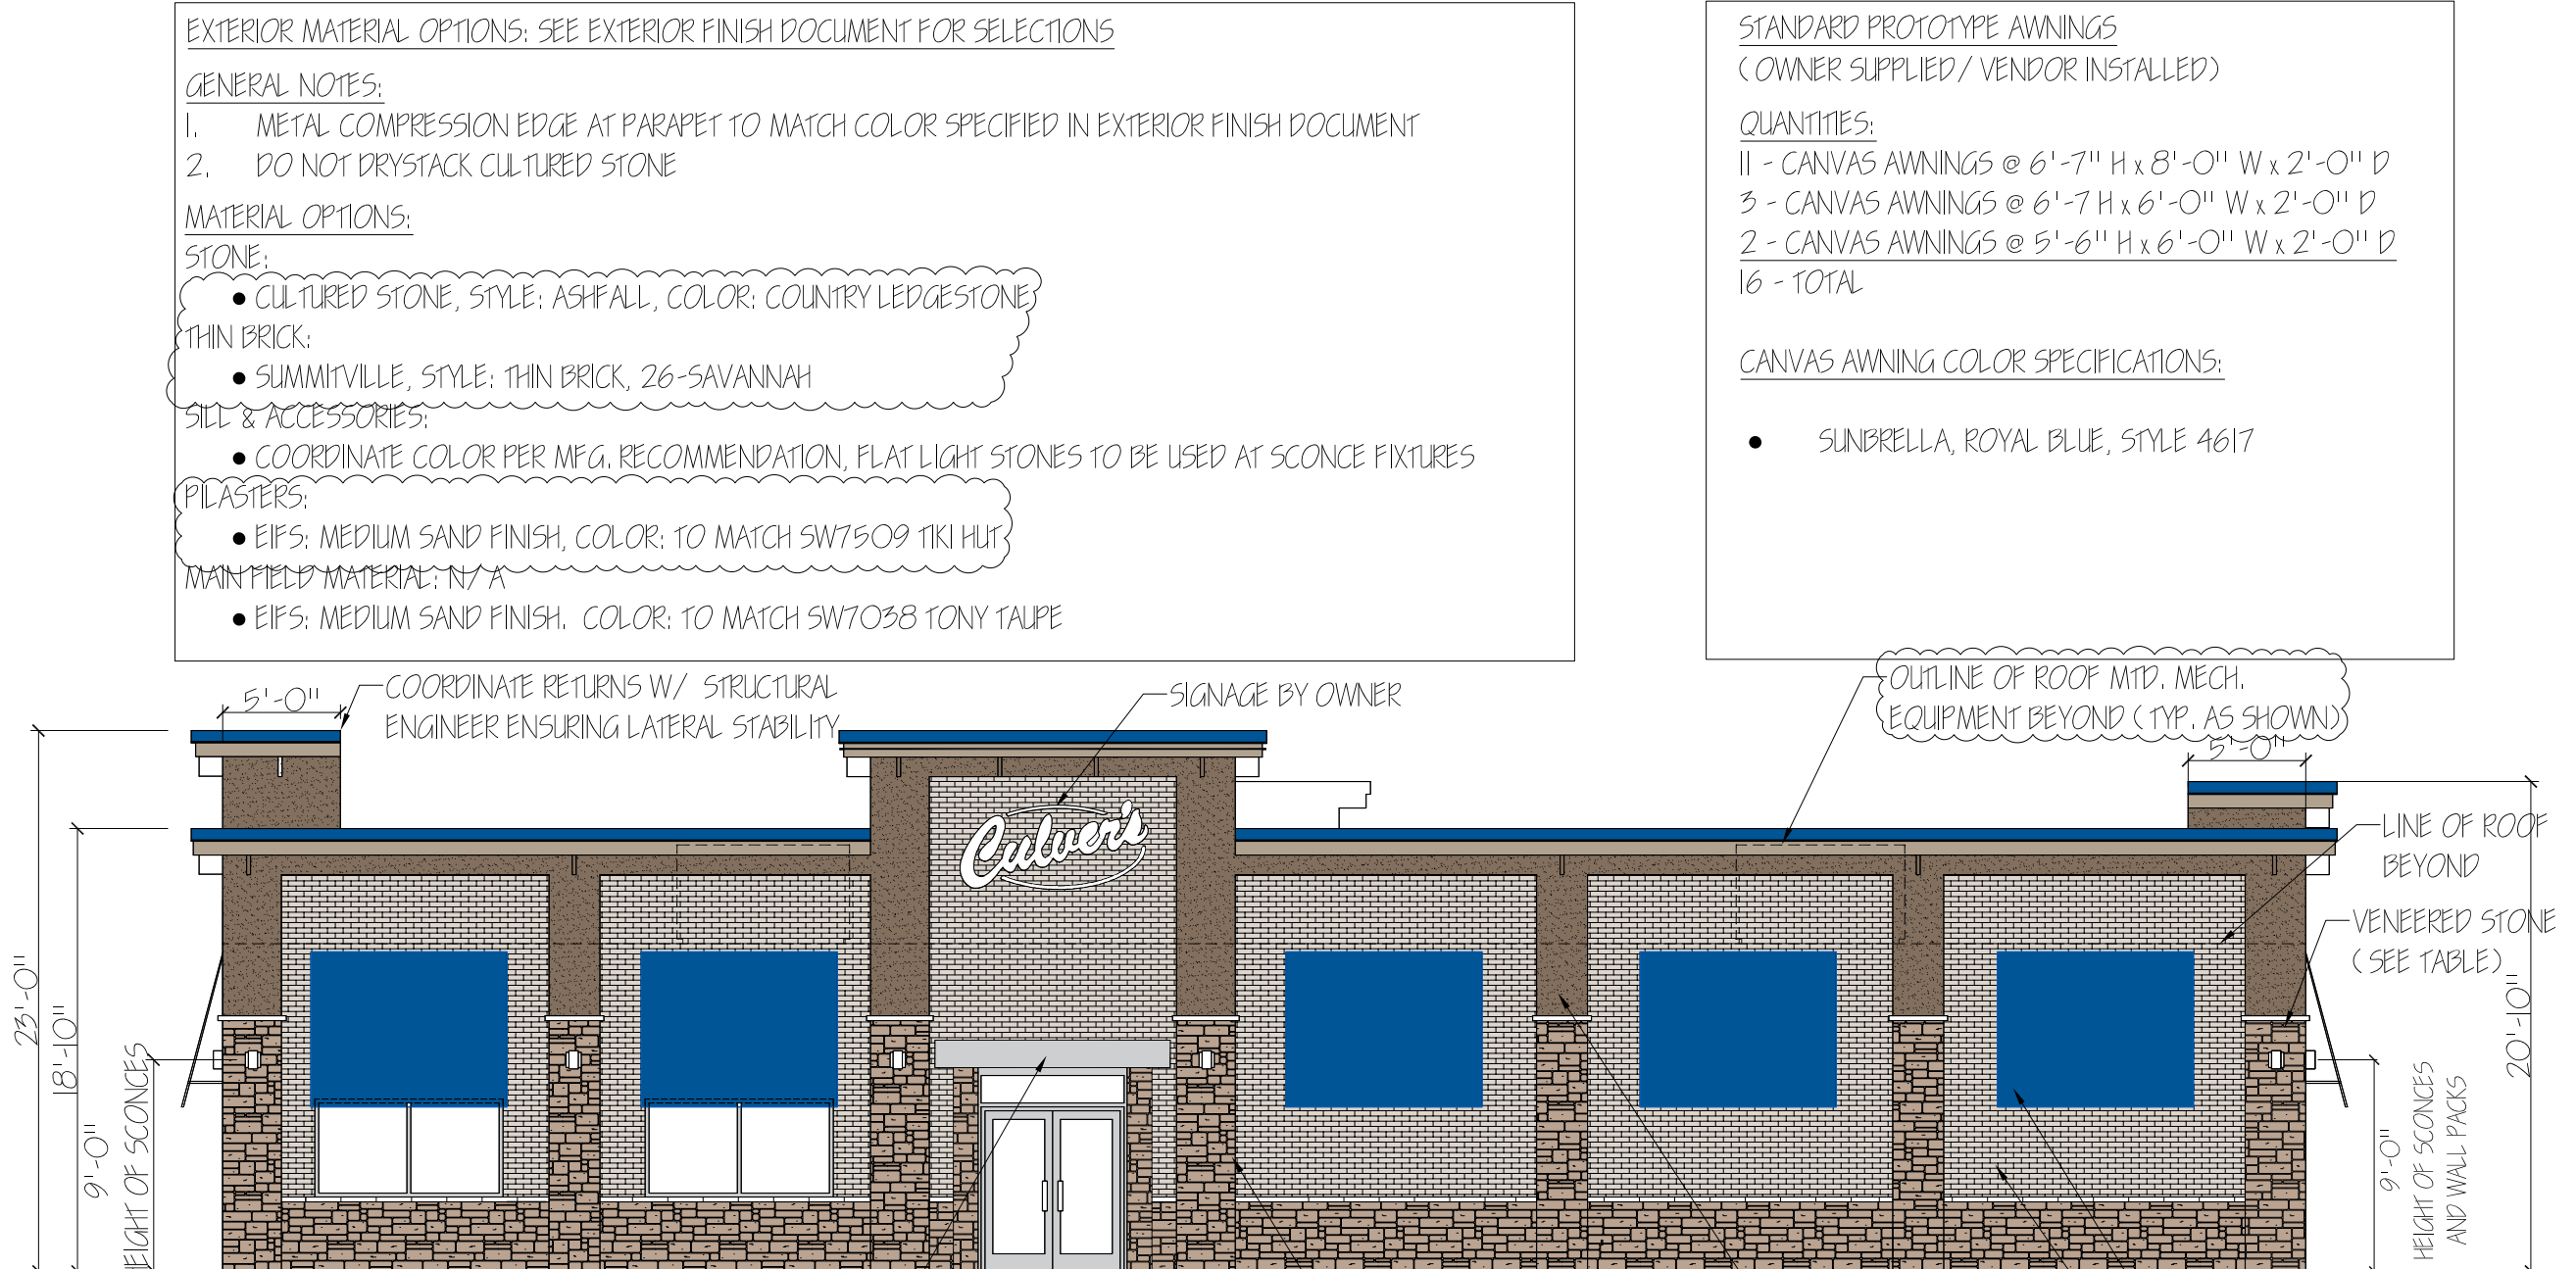 EXTERIOR MATERIAL OPTIONS: SEE EXTERIOR FINISH DOCUMENT FOR SELECTIONS
GENERAL NOTES:
1. METAL COMPRESSION EDGE AT PARAPET TO MATCH COLOR SPECIFIED IN EXTERIOR FINISH DOCUMENT
2. DO NOT DRYSTACK CULTURED STONE
MATERIAL OPTIONS:
STONE:
● CULTURED STONE, STYLE: ASHFALL, COLOR: COUNTRY LEDGESTONE
THIN BRICK:
● SUMMITVILLE, STYLE: THIN BRICK, 26-SAVANNAH
SILL & ACCESSORIES:
● COORDINATE COLOR PER MFG. RECOMMENDATION, FLAT LIGHT STONES TO BE USED AT SCONCE FIXTURES
PILASTERS:
● EIFS: MEDIUM SAND FINISH, COLOR: TO MATCH SW7509 TIKI HUT
MAIN FIELD MATERIAL: N/A
● EIFS: MEDIUM SAND FINISH. COLOR: TO MATCH SW7038 TONY TAUPE
STANDARD PROTOTYPE AWNINGS
(OWNER SUPPLIED/ VENDOR INSTALLED)
QUANTITIES:
11 - CANVAS AWNINGS @ 6'-7" H x 8'-0" W x 2'-0" D
3 - CANVAS AWNINGS @ 6'-7 H x 6'-0" W x 2'-0" D
2 - CANVAS AWNINGS @ 5'-6" H x 6'-0" W x 2'-0" D
16 - TOTAL
CANVAS AWNING COLOR SPECIFICATIONS:
● SUNBRELLA, ROYAL BLUE, STYLE 4617
5'-0"
COORDINATE RETURNS W/ STRUCTURAL
ENGINEER ENSURING LATERAL STABILITY
SIGNAGE BY OWNER
OUTLINE OF ROOF MTD. MECH.
EQUIPMENT BEYOND (TYP. AS SHOWN)
5'-0"
Culver's
LINE OF ROOF
BEYOND
VENEERED STONE
(SEE TABLE)
23'-0"
18'-10"
9'-0"
HEIGHT OF SCONCES
20'-10"
9'-0"
HEIGHT OF SCONCES
AND WALL PACKS